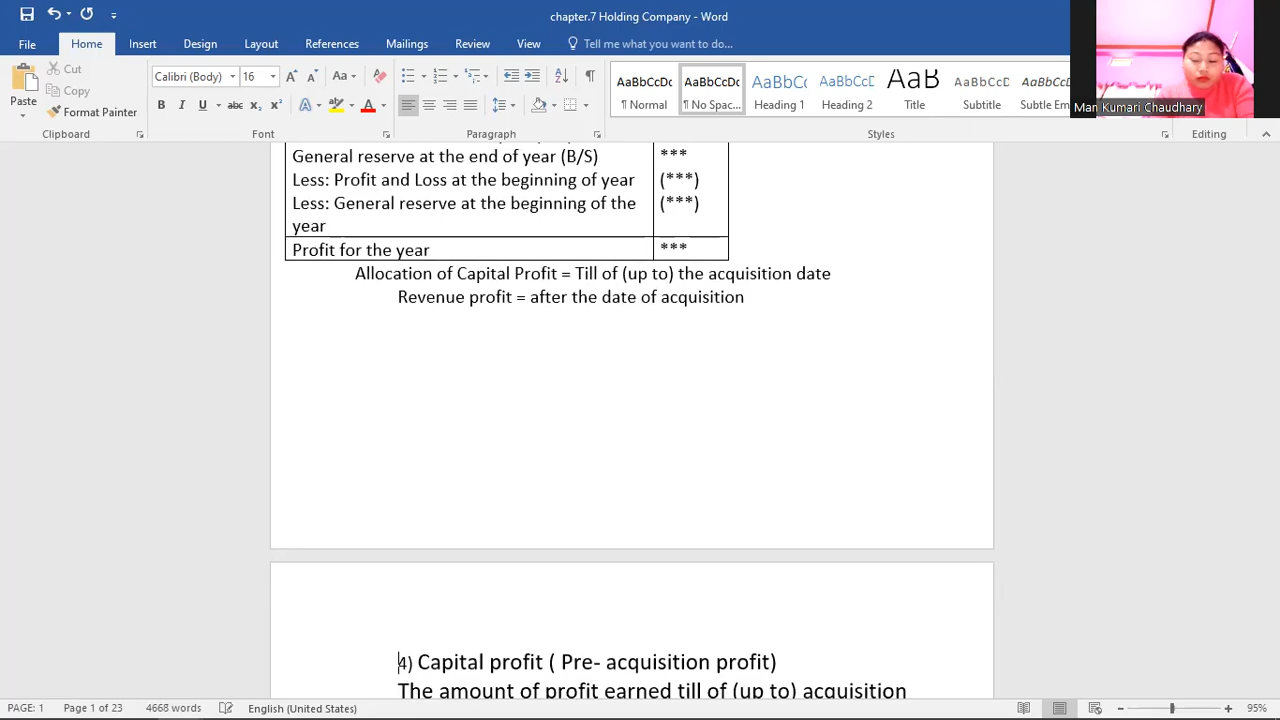 chapter.7 Holding Company - Word
File Home Insert Design Layout References Mailings Review View Tell me what you want to do...
Paste
Cut
Copy
Format Painter
Clipboard
Calibri (Body) 16
Font
Paragraph
AaBbCcDc ¶ Normal
AaBbCcDc ¶ No Spac...
AaBbCc Heading 1
AaBbCcC Heading 2
AaB Title
AaBbCcD Subtitle
AaBbCcD Subtle Em
Styles
Editing
Kumari Chaudhary
General reserve at the end of year (B/S) ***
Less: Profit and Loss at the beginning of year (***)
Less: General reserve at the beginning of the (***)
year
Profit for the year ***
Allocation of Capital Profit = Till of (up to) the acquisition date
Revenue profit = after the date of acquisition
4) Capital profit ( Pre- acquisition profit)
The amount of profit earned till of (up to) acquisition
PAGE: 1 Page 1 of 23 4668 words English (United States) 95%